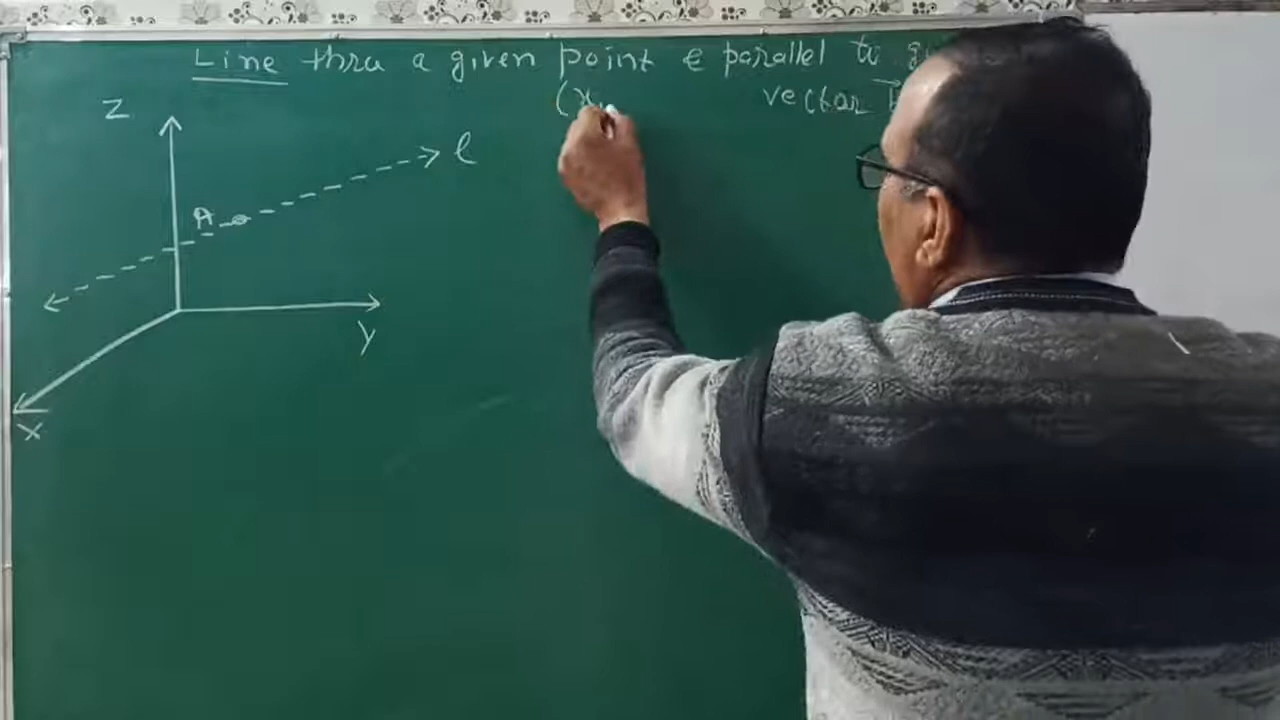 Line thru a given point & parallel to
(x, vector
Z
l
A
Y
X